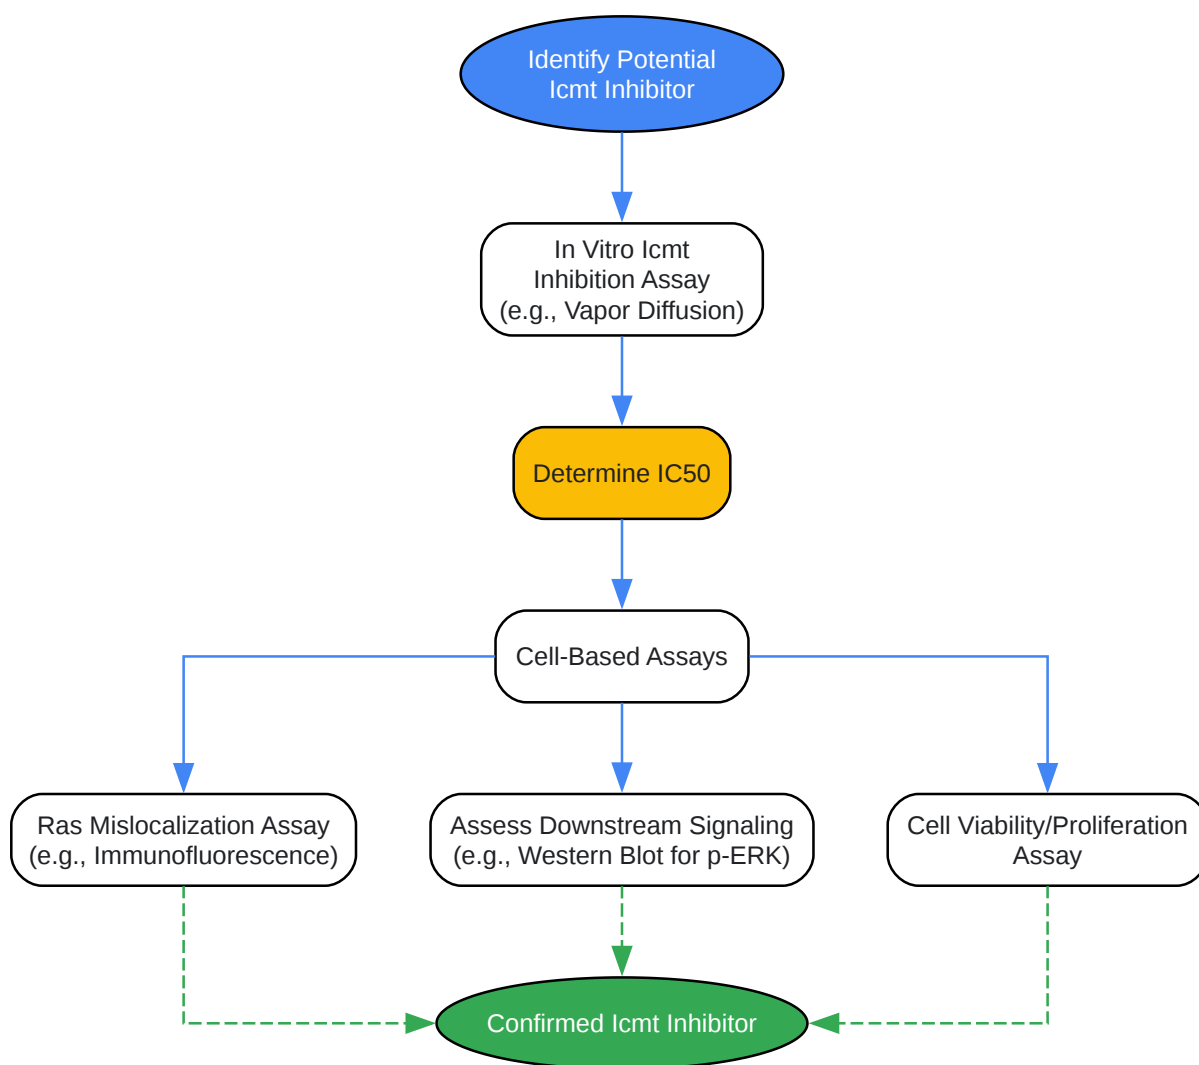 Identify Potential
Icmt Inhibitor
In Vitro Icmt
Inhibition Assay
(e.g., Vapor Diffusion)
Determine IC50
Cell-Based Assays
Ras Mislocalization Assay
(e.g., Immunofluorescence)
Assess Downstream Signaling
(e.g., Western Blot for p-ERK)
Cell Viability/Proliferation
Assay
Confirmed Icmt Inhibitor